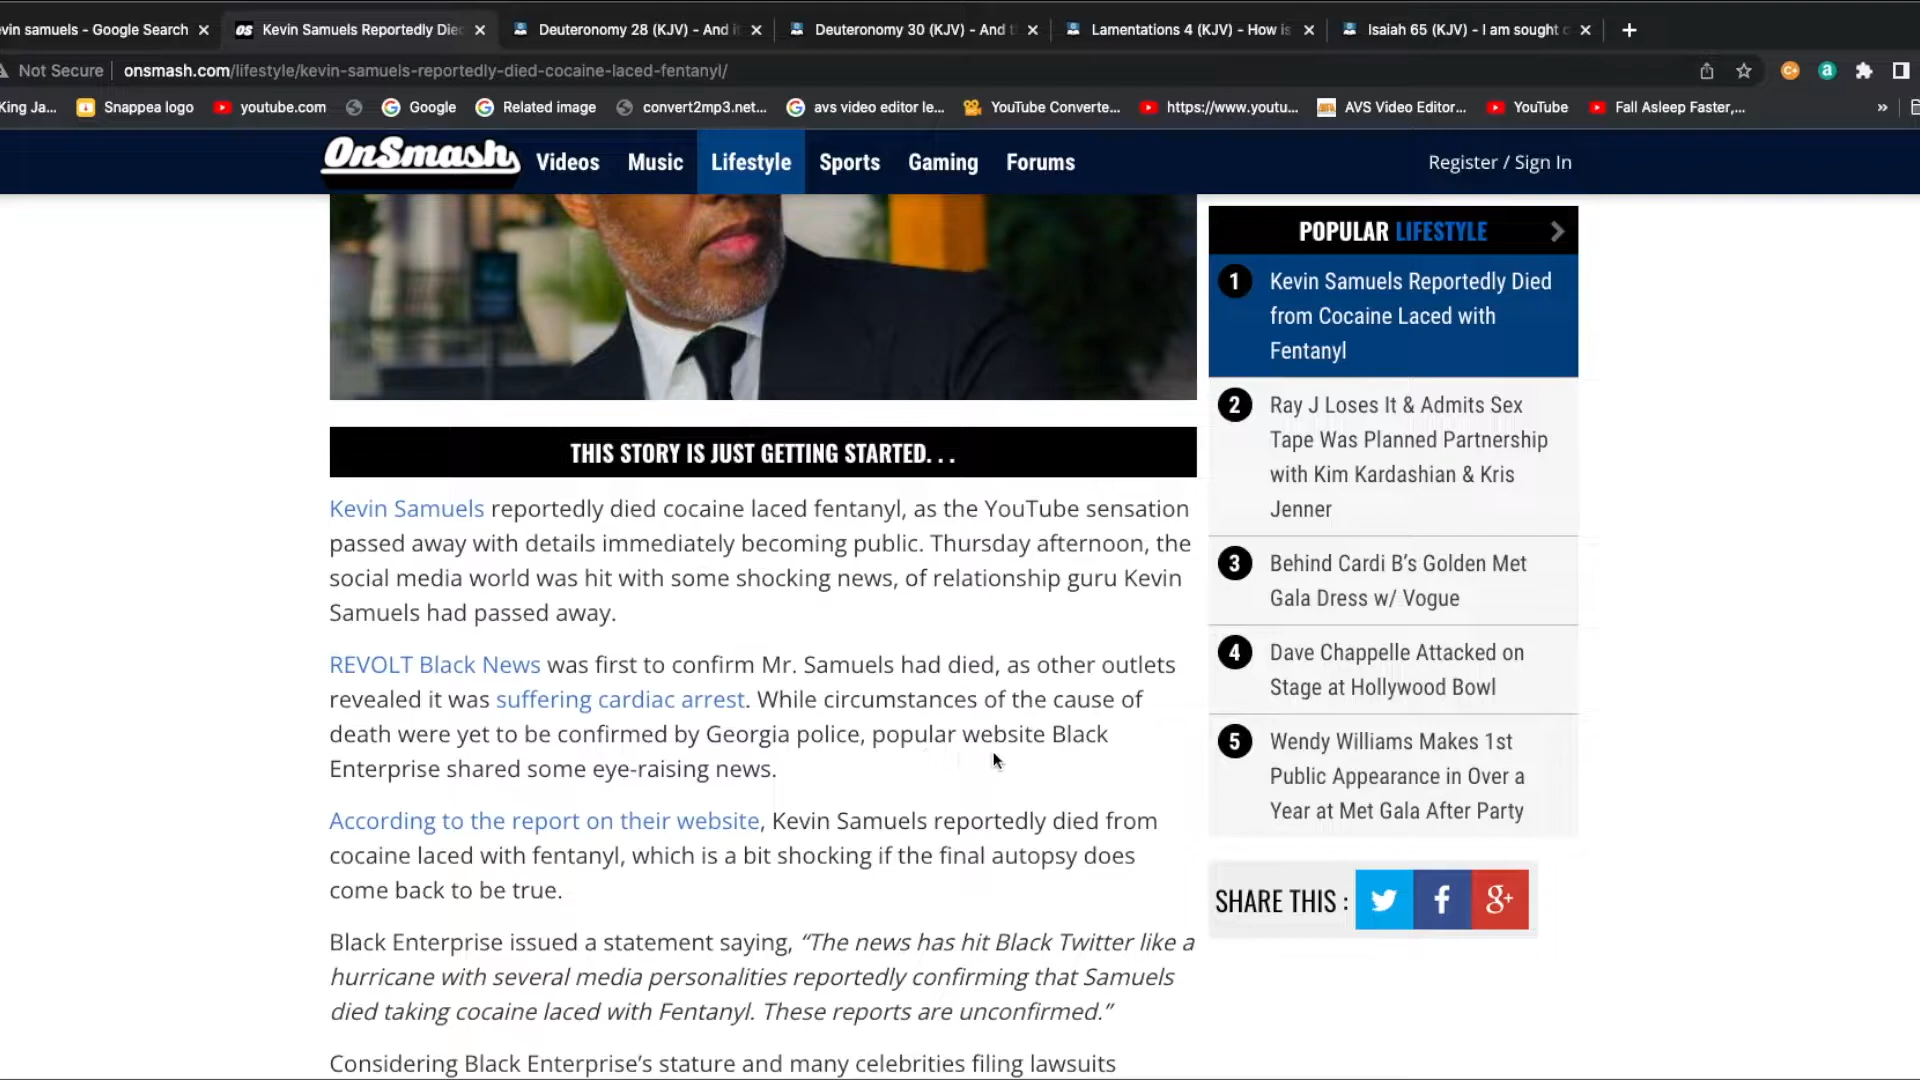 evin samuels - Google Search
Kevin Samuels Reportedly Die
Deuteronomy 28 (KJV) - And i
Deuteronomy 30 (KJV) - And t
Lamentations 4 (KJV) - How is
Isaiah 65 (KJV) - I am sought
Not Secure
onsmash.com/lifestyle/kevin-samuels-reportedly-died-cocaine-laced-fentanyl/
King Ja...
Snappea logo
youtube.com
Google
Related image
convert2mp3.net...
avs video editor le...
YouTube Converte...
https://www.youtu...
AVS Video Editor...
YouTube
Fall Asleep Faster,...
»
OnSmash
Videos
Music
Lifestyle
Sports
Gaming
Forums
Register / Sign In
THIS STORY IS JUST GETTING STARTED. . .
Kevin Samuels reportedly died cocaine laced fentanyl, as the YouTube sensation
passed away with details immediately becoming public. Thursday afternoon, the
social media world was hit with some shocking news, of relationship guru Kevin
Samuels had passed away.
REVOLT Black News was first to confirm Mr. Samuels had died, as other outlets
revealed it was suffering cardiac arrest. While circumstances of the cause of
death were yet to be confirmed by Georgia police, popular website Black
Enterprise shared some eye-raising news.
According to the report on their website, Kevin Samuels reportedly died from
cocaine laced with fentanyl, which is a bit shocking if the final autopsy does
come back to be true.
Black Enterprise issued a statement saying, “The news has hit Black Twitter like a
hurricane with several media personalities reportedly confirming that Samuels
died taking cocaine laced with Fentanyl. These reports are unconfirmed.”
Considering Black Enterprise’s stature and many celebrities filing lawsuits
POPULAR LIFESTYLE
1
Kevin Samuels Reportedly Died
from Cocaine Laced with
Fentanyl
2
Ray J Loses It & Admits Sex
Tape Was Planned Partnership
with Kim Kardashian & Kris
Jenner
3
Behind Cardi B’s Golden Met
Gala Dress w/ Vogue
4
Dave Chappelle Attacked on
Stage at Hollywood Bowl
5
Wendy Williams Makes 1st
Public Appearance in Over a
Year at Met Gala After Party
SHARE THIS :